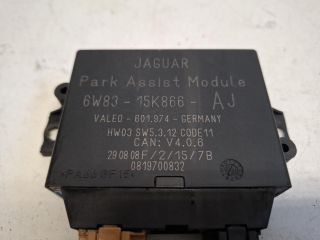 JAGUAR
Park Assist Module
6W83-15K866-AJ
VALEO - 601.974 - GERMANY
HW03 SW5.3.12 CODE11
CAN: V4.0.6
290808F/2/15/7B
0819700832
>PA66GF15<